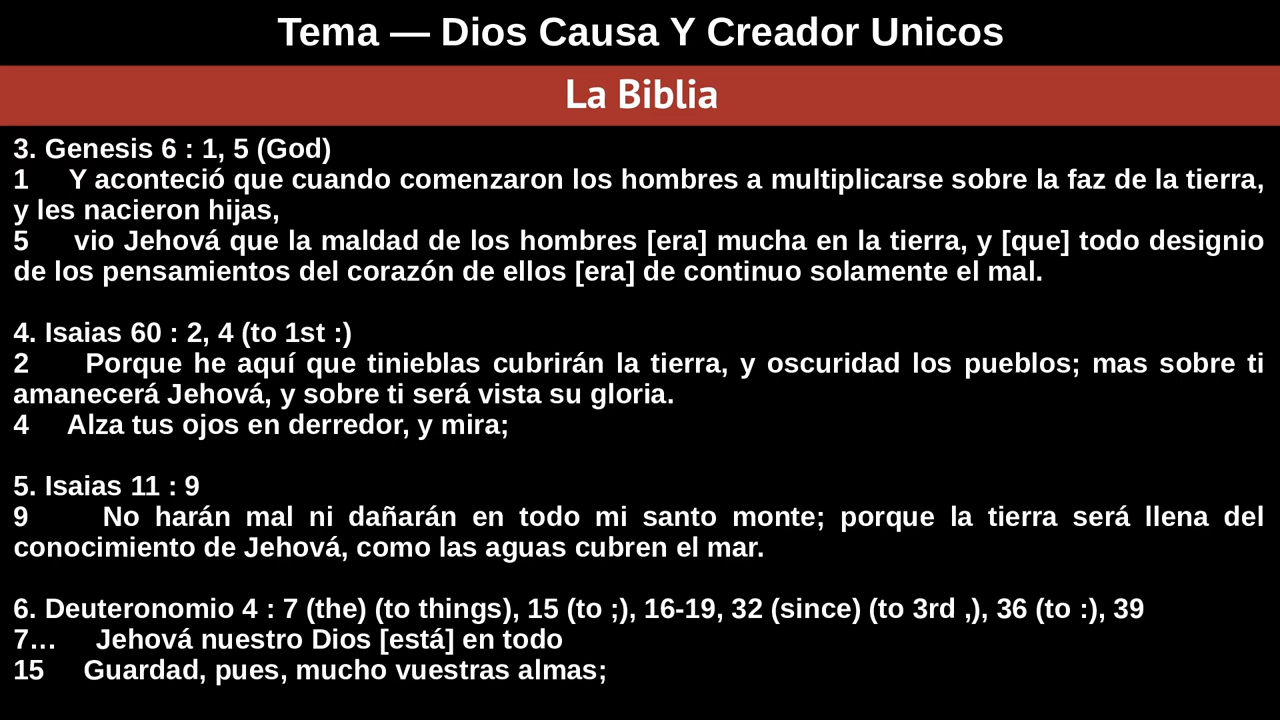 Tema — Dios Causa Y Creador Unicos
La Biblia
3. Genesis 6 : 1, 5 (God)
1 Y aconteció que cuando comenzaron los hombres a multiplicarse sobre la faz de la tierra,
y les nacieron hijas,
5 vio Jehová que la maldad de los hombres [era] mucha en la tierra, y [que] todo designio
de los pensamientos del corazón de ellos [era] de continuo solamente el mal.
4. Isaias 60 : 2, 4 (to 1st :)
2 Porque he aquí que tinieblas cubrirán la tierra, y oscuridad los pueblos; mas sobre ti
amanecerá Jehová, y sobre ti será vista su gloria.
4 Alza tus ojos en derredor, y mira;
5. Isaias 11 : 9
9 No harán mal ni dañarán en todo mi santo monte; porque la tierra será llena del
conocimiento de Jehová, como las aguas cubren el mar.
6. Deuteronomio 4 : 7 (the) (to things), 15 (to ;), 16-19, 32 (since) (to 3rd ,), 36 (to :), 39
7… Jehová nuestro Dios [está] en todo
15 Guardad, pues, mucho vuestras almas;